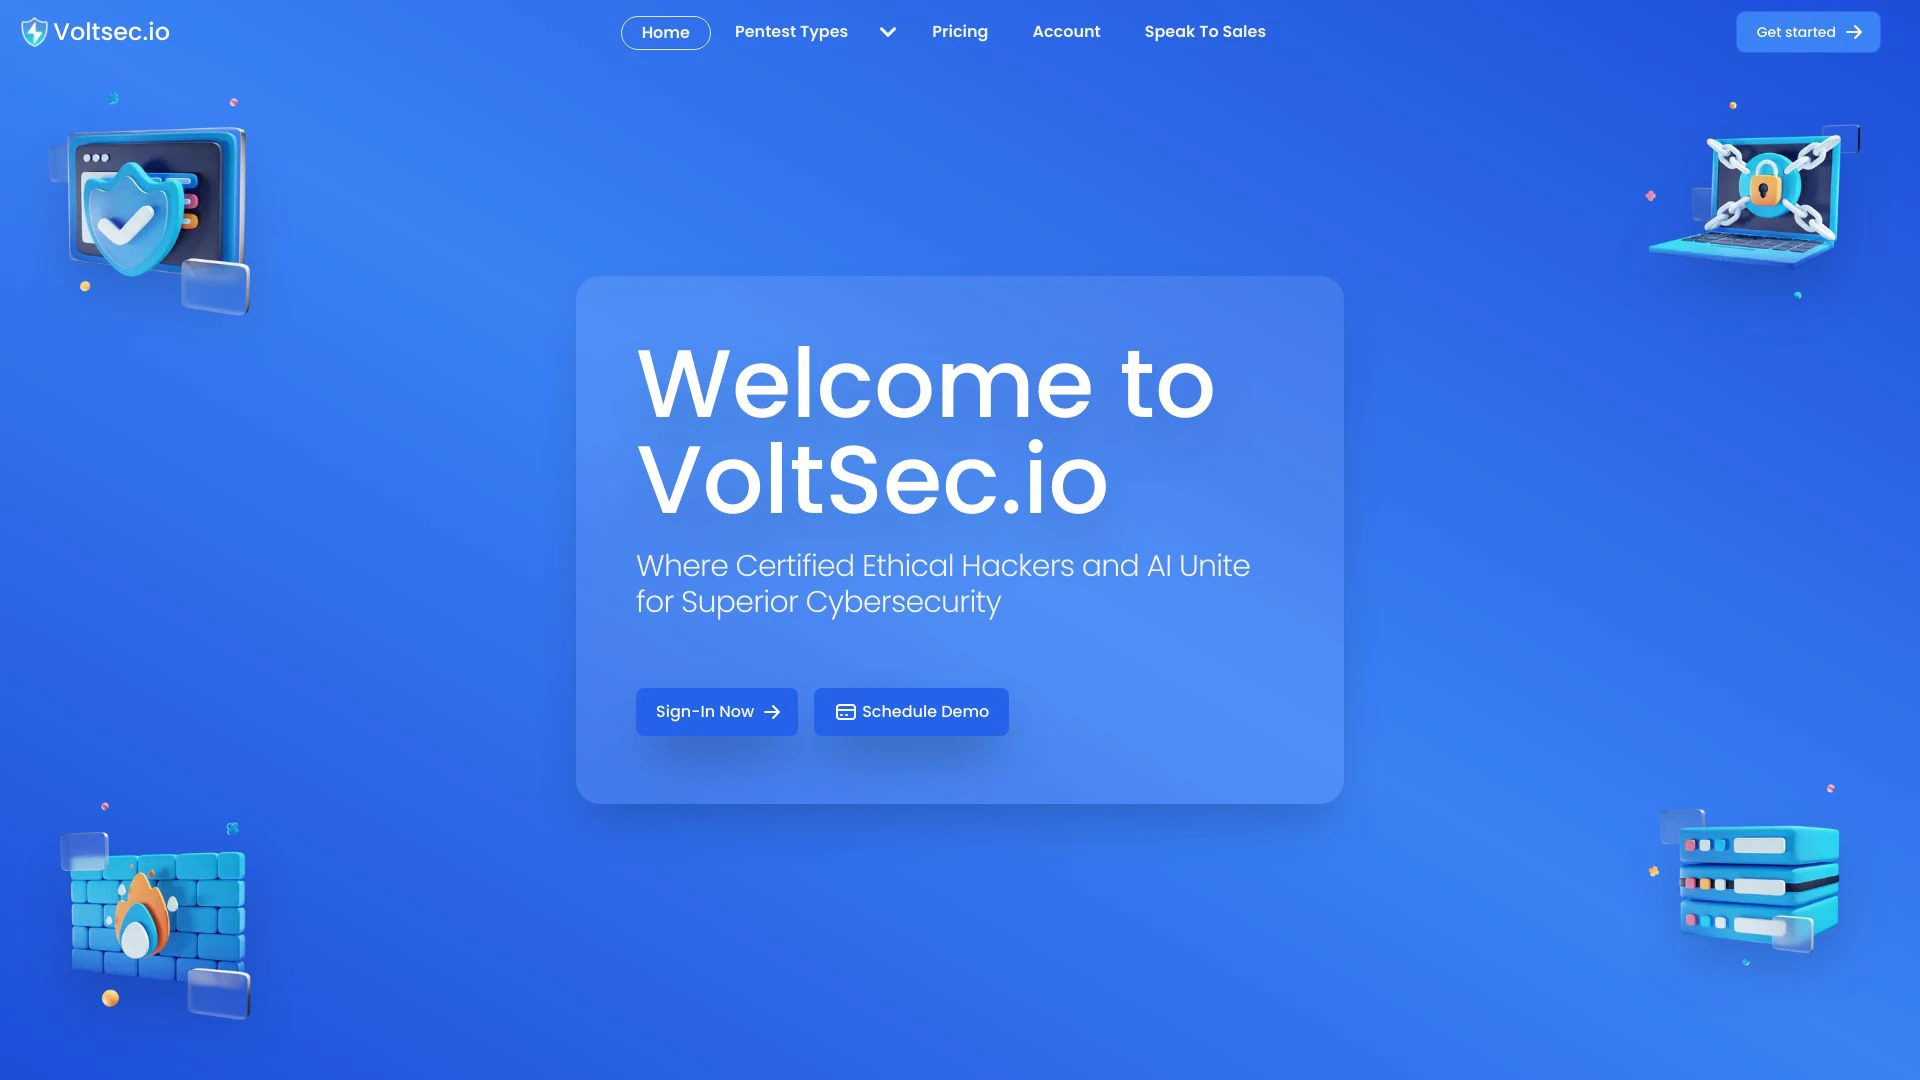 Voltsec.io
Home
Pentest Types
Pricing
Account
Speak To Sales
Get started
Welcome to
VoltSec.io
Where Certified Ethical Hackers and AI Unite
for Superior Cybersecurity
Sign-In Now
Schedule Demo